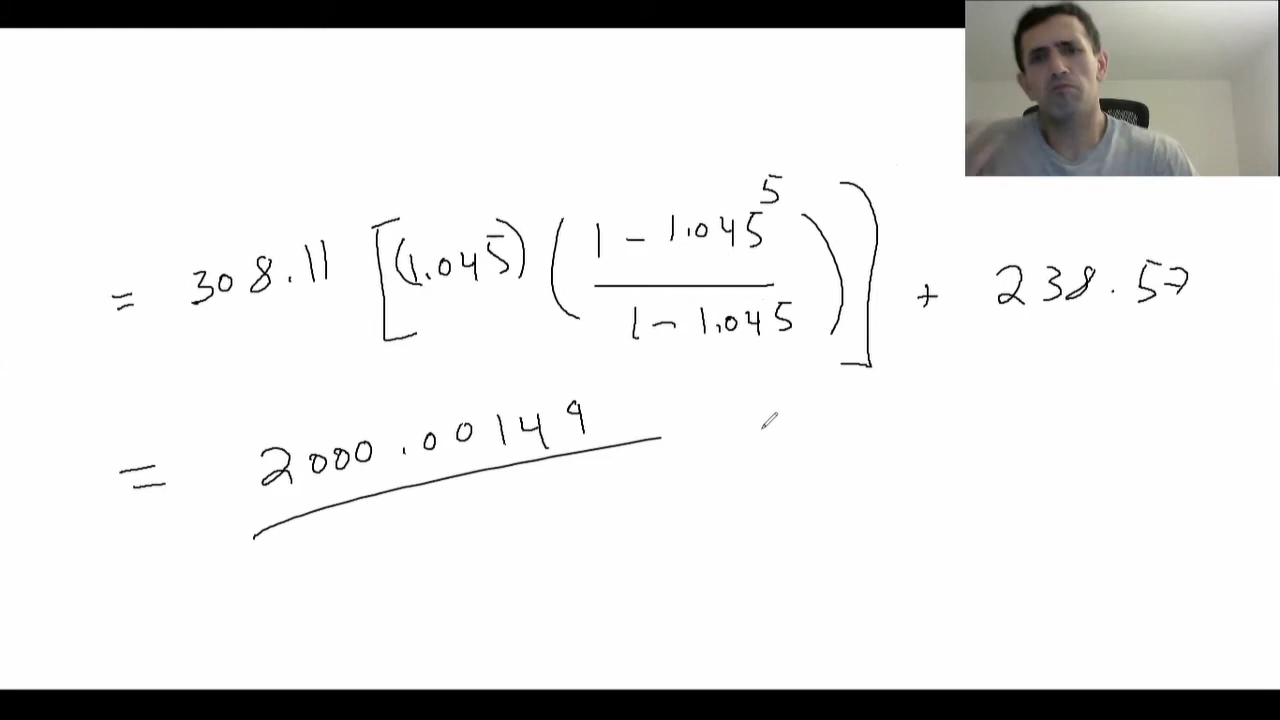 = 308.11 [(1.045) (1 - 1.045^5 / 1 - 1.045)] + 238.57
= 2000.00149